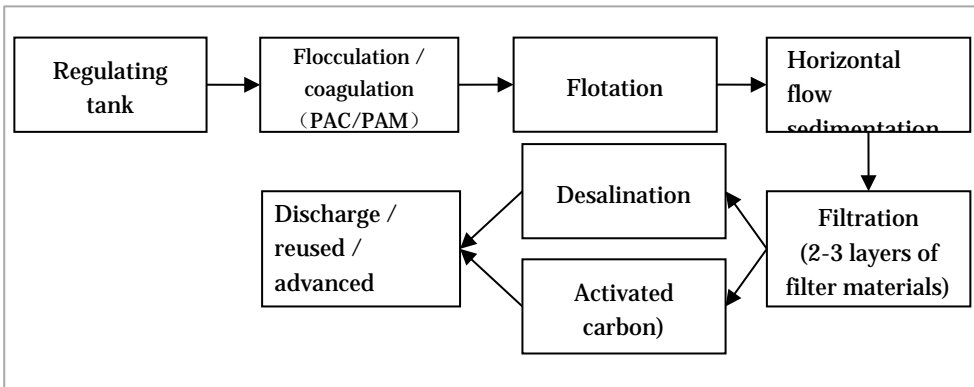 Regulating
tank
Flocculation /
coagulation
（PAC/PAM）
Flotation
Horizontal
flow
sedimentation
Desalination
Discharge /
reused /
advanced
Filtration
(2-3 layers of
filter materials)
Activated
carbon)